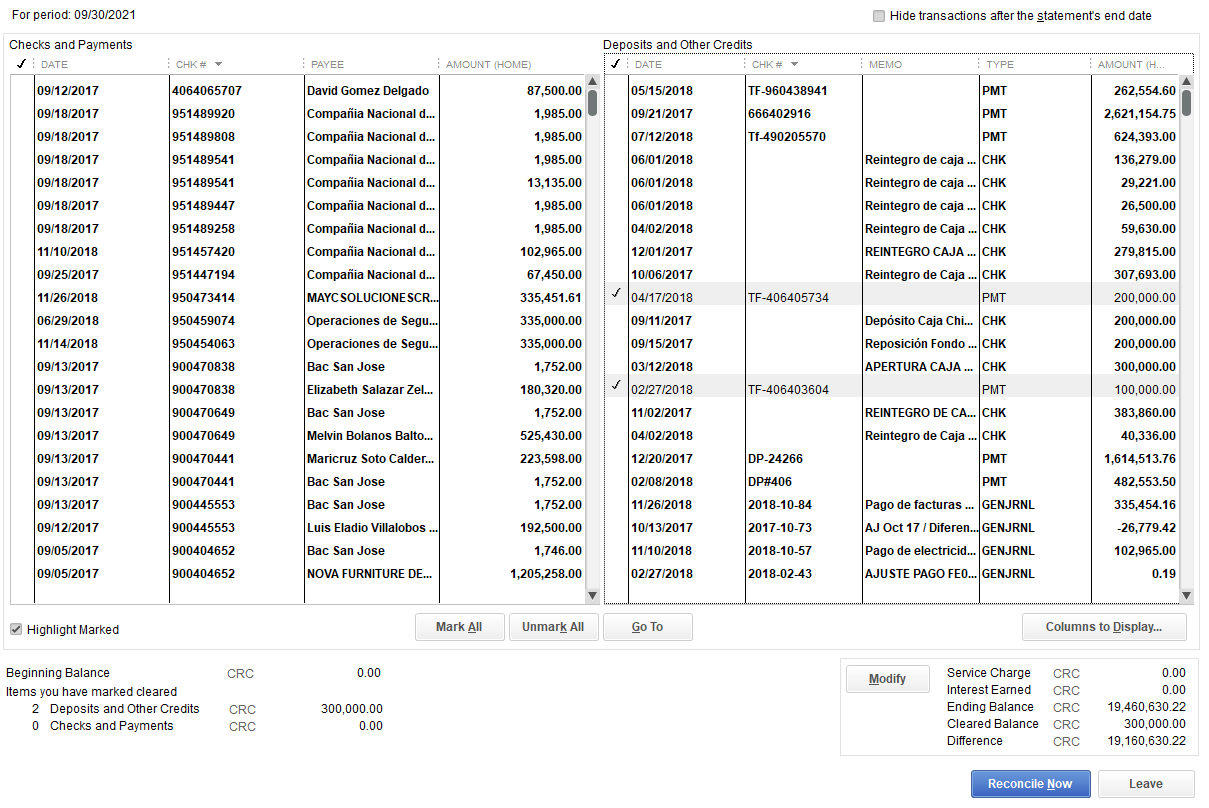 For period: 09/30/2021
Hide transactions after the statement's end date
Checks and Payments
✓ DATE CHK # PAYEE AMOUNT (HOME)
09/12/2017 4064065707 David Gomez Delgado 87,500.00
09/18/2017 951489920 Compañia Nacional d... 1,985.00
09/18/2017 951489808 Compañia Nacional d... 1,985.00
09/18/2017 951489541 Compañia Nacional d... 1,985.00
09/18/2017 951489541 Compañia Nacional d... 13,135.00
09/18/2017 951489447 Compañia Nacional d... 1,985.00
09/18/2017 951489258 Compañia Nacional d... 1,985.00
11/10/2018 951457420 Compañia Nacional d... 102,965.00
09/25/2017 951447194 Compañia Nacional d... 67,450.00
11/26/2018 950473414 MAYCSOLUCIONESCR... 335,451.61
06/29/2018 950459074 Operaciones de Segu... 335,000.00
11/14/2018 950454063 Operaciones de Segu... 335,000.00
09/13/2017 900470838 Bac San Jose 1,752.00
09/13/2017 900470838 Elizabeth Salazar Zel... 180,320.00
09/13/2017 900470649 Bac San Jose 1,752.00
09/13/2017 900470649 Melvin Bolanos Balto... 525,430.00
09/13/2017 900470441 Maricruz Soto Calder... 223,598.00
09/13/2017 900470441 Bac San Jose 1,752.00
09/13/2017 900445553 Bac San Jose 1,752.00
09/12/2017 900445553 Luis Eladio Villalobos ... 192,500.00
09/05/2017 900404652 Bac San Jose 1,746.00
09/05/2017 900404652 NOVA FURNITURE DE... 1,205,258.00
Deposits and Other Credits
✓ DATE CHK # MEMO TYPE AMOUNT (H...
05/15/2018 TF-960438941 PMT 262,554.60
09/21/2017 666402916 PMT 2,621,154.75
07/12/2018 Tf-490205570 PMT 624,393.00
06/01/2018 Reintegro de caja ... CHK 136,279.00
06/01/2018 Reintegro de caja ... CHK 29,221.00
06/01/2018 Reintegro de caja ... CHK 26,500.00
04/02/2018 Reintegro de Caja ... CHK 59,630.00
12/01/2017 REINTEGRO CAJA ... CHK 279,815.00
10/06/2017 Reintegro de Caja ... CHK 307,693.00
✓ 04/17/2018 TF-406405734 PMT 200,000.00
09/11/2017 Depósito Caja Chi... CHK 200,000.00
09/15/2017 Reposición Fondo ... CHK 200,000.00
03/12/2018 APERTURA CAJA ... CHK 300,000.00
✓ 02/27/2018 TF-406403604 PMT 100,000.00
11/02/2017 REINTEGRO DE CA... CHK 383,860.00
04/02/2018 Reintegro de Caja ... CHK 40,336.00
12/20/2017 DP-24266 PMT 1,614,513.76
02/08/2018 DP#406 PMT 482,553.50
11/26/2018 2018-10-84 Pago de facturas ... GENJRNL 335,454.16
10/13/2017 2017-10-73 AJ Oct 17 / Diferen... GENJRNL -26,779.42
11/10/2018 2018-10-57 Pago de electricid... GENJRNL 102,965.00
02/27/2018 2018-02-43 AJUSTE PAGO FE0... GENJRNL 0.19
Highlight Marked
Mark All
Unmark All
Go To
Columns to Display...
Beginning Balance CRC 0.00
Items you have marked cleared
2 Deposits and Other Credits CRC 300,000.00
0 Checks and Payments CRC 0.00
Modify
Service Charge CRC 0.00
Interest Earned CRC 0.00
Ending Balance CRC 19,460,630.22
Cleared Balance CRC 300,000.00
Difference CRC 19,160,630.22
Reconcile Now
Leave